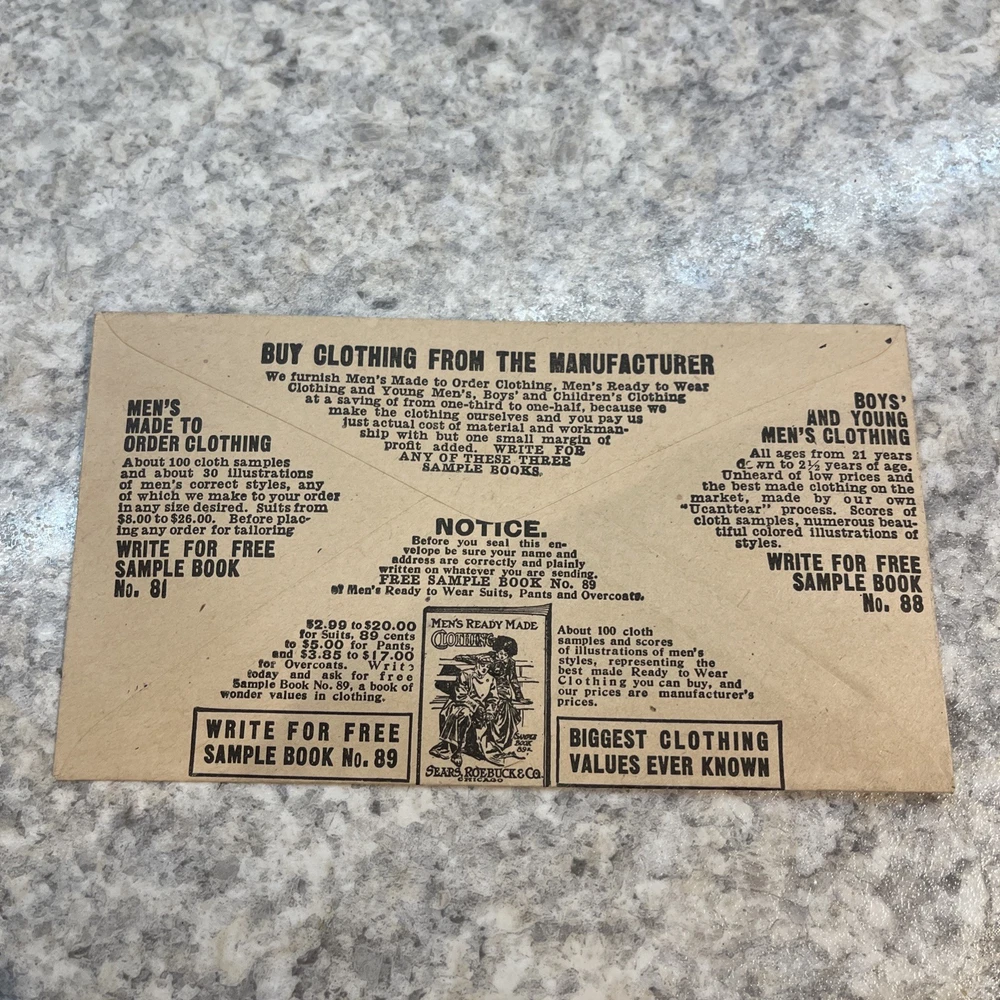 BUY CLOTHING FROM THE MANUFACTURER
We furnish Men's Made to Order Clothing, Men's Ready to Wear
Clothing and Young Men's, Boys' and Children's Clothing
at a saving of from one-third to one-half, because we
make the clothing ourselves and you pay us
just actual cost of material and workman-
ship with but one small margin of
profit added. WRITE FOR
ANY OF THESE THREE
SAMPLE BOOKS.
MEN'S
MADE TO
ORDER CLOTHING
About 100 cloth samples
and about 30 illustrations
of men's correct styles, any
of which we make to your order
in any size desired. Suits from
$8.00 to $26.00. Before plac-
ing any order for tailoring
WRITE FOR FREE
SAMPLE BOOK
No. 81
BOYS'
AND YOUNG
MEN'S CLOTHING
All ages from 21 years
down to 2½ years of age.
Unheard of low prices and
the best made clothing on the
market, made by our own
"Ucanttear" process. Scores of
cloth samples, numerous beau-
tiful colored illustrations of
styles.
WRITE FOR FREE
SAMPLE BOOK
No. 88
NOTICE.
Before you seal this en-
velope be sure your name and
address are correctly and plainly
written on whatever you are sending.
FREE SAMPLE BOOK No. 89
of Men's Ready to Wear Suits, Pants and Overcoats.
$2.99 to $20.00
for Suits, 89 cents
to $5.00 for Pants,
and $3.85 to $17.00
for Overcoats. Write
today and ask for free
Sample Book No. 89, a book of
wonder values in clothing.
WRITE FOR FREE
SAMPLE BOOK No. 89
MEN'S READY MADE
CLOTHING
SAMPLE
BOOK
89
SEARS, ROEBUCK & CO.
CHICAGO
About 100 cloth
samples and scores
of illustrations of men's
styles, representing the
best made Ready to Wear
Clothing you can buy, and
our prices are manufacturer's
prices.
BIGGEST CLOTHING
VALUES EVER KNOWN